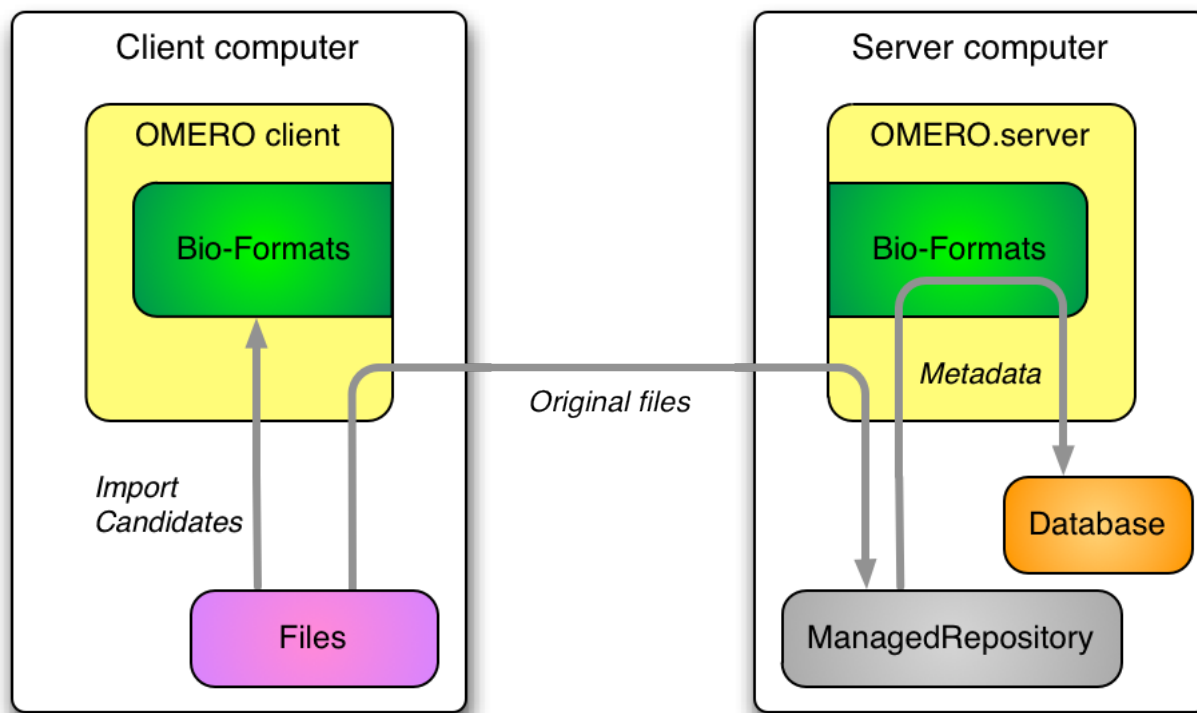 Client computer
OMERO client
Bio-Formats
Import
Candidates
Files
Original files
Server computer
OMERO.server
Bio-Formats
Metadata
Database
ManagedRepository